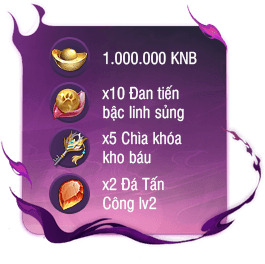 1.000.000 KNB
x10 Đan tiến
bậc linh sủng
x5 Chìa khóa
kho báu
x2 Đá Tấn
Công lv2